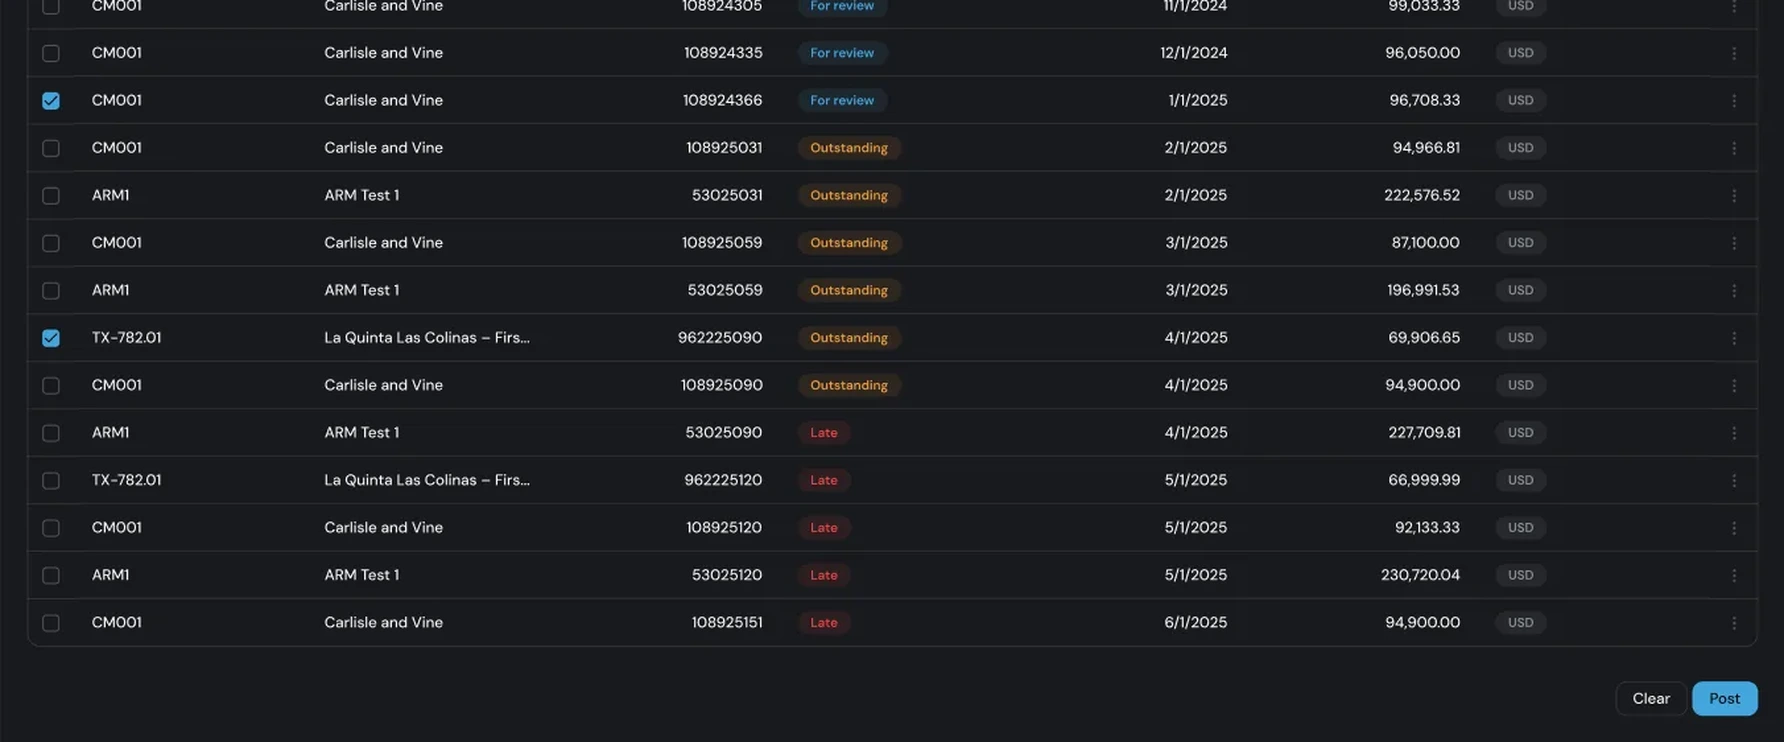 CM001 Carlisle and Vine 108924305 For review 11/1/2024 99,033.33 USD
CM001 Carlisle and Vine 108924335 For review 12/1/2024 96,050.00 USD
CM001 Carlisle and Vine 108924366 For review 1/1/2025 96,708.33 USD
CM001 Carlisle and Vine 108925031 Outstanding 2/1/2025 94,966.81 USD
ARM1 ARM Test 1 53025031 Outstanding 2/1/2025 222,576.52 USD
CM001 Carlisle and Vine 108925059 Outstanding 3/1/2025 87,100.00 USD
ARM1 ARM Test 1 53025059 Outstanding 3/1/2025 196,991.53 USD
TX-782.01 La Quinta Las Colinas – Firs... 962225090 Outstanding 4/1/2025 69,906.65 USD
CM001 Carlisle and Vine 108925090 Outstanding 4/1/2025 94,900.00 USD
ARM1 ARM Test 1 53025090 Late 4/1/2025 227,709.81 USD
TX-782.01 La Quinta Las Colinas – Firs... 962225120 Late 5/1/2025 66,999.99 USD
CM001 Carlisle and Vine 108925120 Late 5/1/2025 92,133.33 USD
ARM1 ARM Test 1 53025120 Late 5/1/2025 230,720.04 USD
CM001 Carlisle and Vine 108925151 Late 6/1/2025 94,900.00 USD
Clear Post